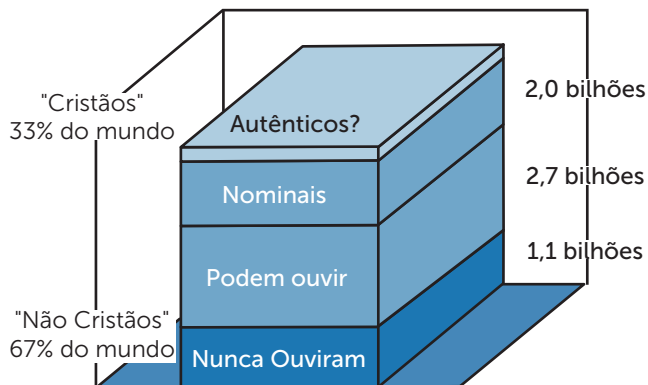 "Cristãos"
33% do mundo
Autênticos?
2,0 bilhões
Nominais
2,7 bilhões
Podem ouvir
1,1 bilhões
"Não Cristãos"
67% do mundo
Nunca Ouviram